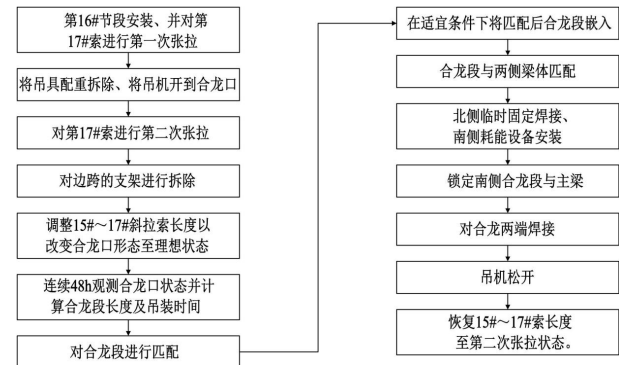 第16#节段安装、并对第
17#索进行第一次张拉
将吊具配重拆除、将吊机开到合龙口
对第17#索进行第二次张拉
对边跨的支架进行拆除
调整15#～17#斜拉索长度以
改变合龙口形态至理想状态
连续48h观测合龙口状态并计
算合龙段长度及吊装时间
对合龙段进行匹配
在适宜条件下将匹配后合龙段嵌入
合龙段与两侧梁体匹配
北侧临时固定焊接、
南侧耗能设备安装
锁定南侧合龙段与主梁
对合龙两端焊接
吊机松开
恢复15#～17#索长度
至第二次张拉状态。